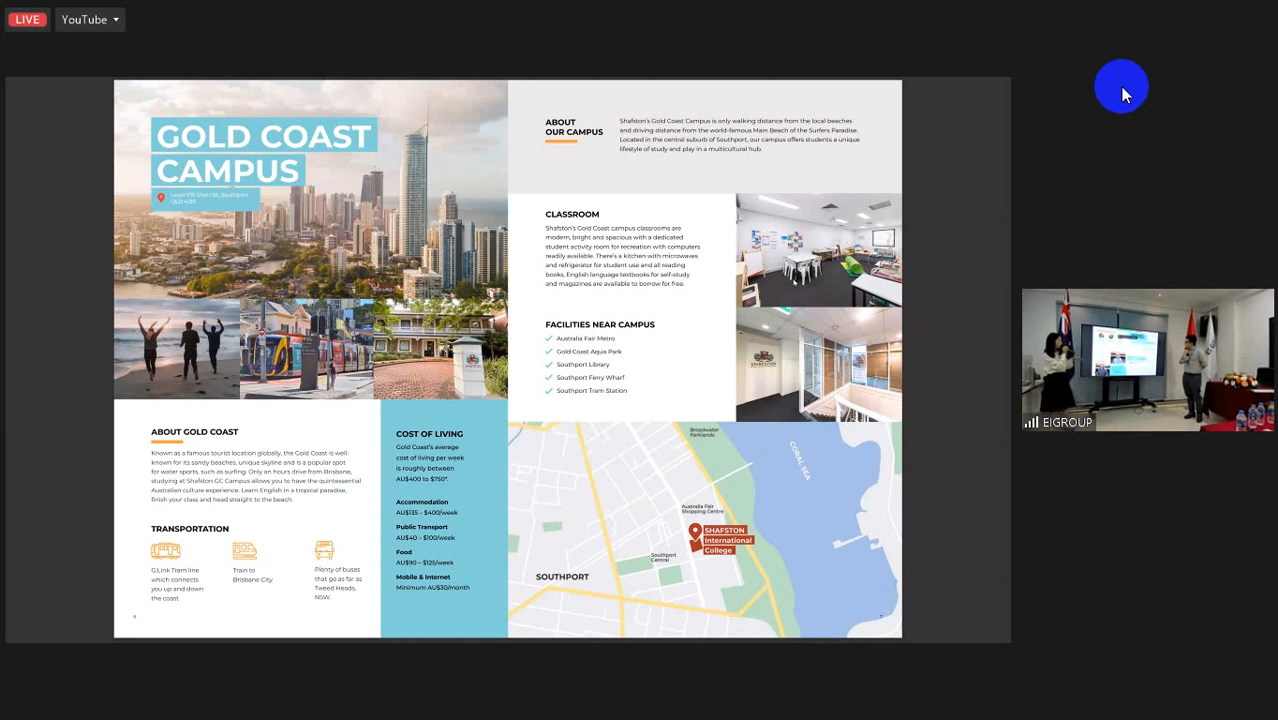 LIVE
YouTube
GOLD COAST
CAMPUS
Level 1/15 Short St, Southport
QLD 4215
ABOUT
OUR CAMPUS
Shafston's Gold Coast Campus is only walking distance from the local beaches
and driving distance from the world-famous Main Beach of the Surfers Paradise.
Located in the central suburb of Southport, our campus offers students a unique
lifestyle of study and play in a multicultural hub.
CLASSROOM
Shafston's Gold Coast campus classrooms are
modern, bright and spacious with a dedicated
student activity room for recreation with computers
readily available. There's a kitchen with microwaves
and refrigerator for student use and all reading
books, English language textbooks for self-study
and magazines are available to borrow for free.
FACILITIES NEAR CAMPUS
Australia Fair Metro
Gold Coast Aqua Park
Southport Library
Southport Ferry Wharf
Southport Tram Station
SHAFSTON
ABOUT GOLD COAST
Known as a famous tourist location globally, the Gold Coast is well-
known for its sandy beaches, unique skyline and is a popular spot
for water sports, such as surfing. Only an hours drive from Brisbane,
studying at Shafston GC Campus allows you to have the quintessential
Australian culture experience. Learn English in a tropical paradise,
finish your class and head straight to the beach.
TRANSPORTATION
G:Link Tram line
which connects
you up and down
the coast
Train to
Brisbane City
Plenty of buses
that go as far as
Tweed Heads,
NSW.
COST OF LIVING
Gold Coast's average
cost of living per week
is roughly between
AU$400 to $750*.
Accommodation
AU$135 – $400/week
Public Transport
AU$40 – $100/week
Food
AU$90 – $125/week
Mobile & Internet
Minimum AU$30/month
Broadwater
Parklands
CORAL SEA
Australia Fair
Shopping Centre
SHAFSTON
International
College
Southport
Central
SOUTHPORT
EIGROUP